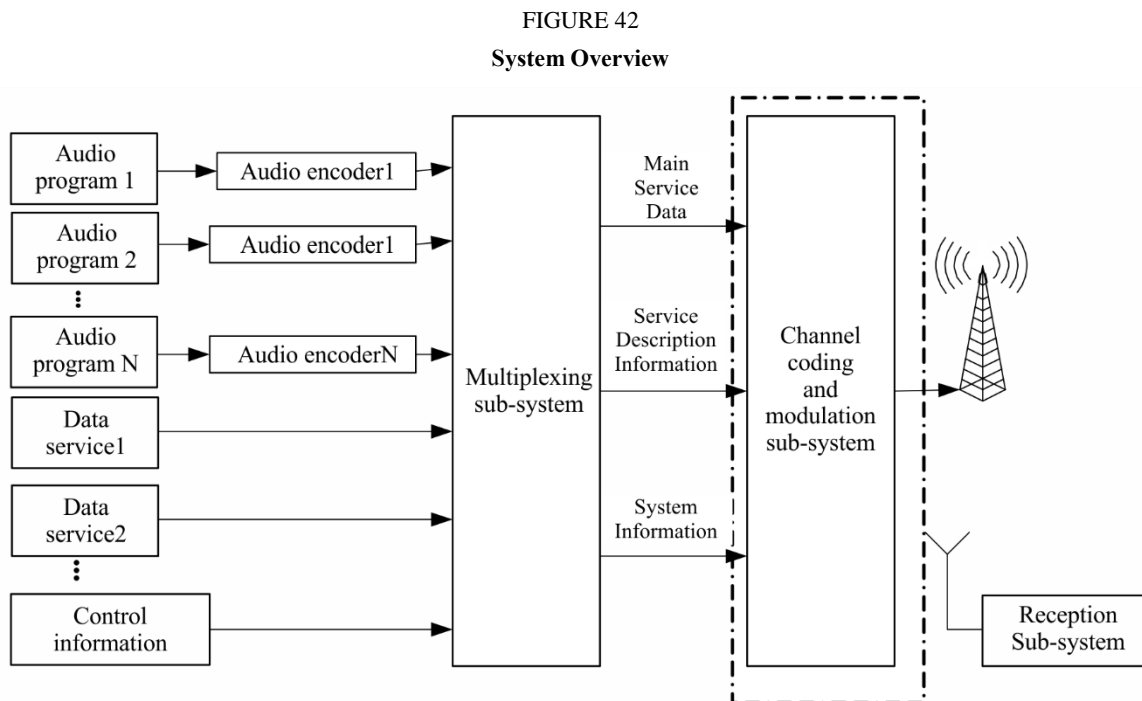 FIGURE 42
System Overview
Audio
program 1
Audio encoder1
Audio
program 2
Audio encoder1
Audio
program N
Audio encoderN
Data
service1
Data
service2
Control
information
Multiplexing
sub-system
Main
Service
Data
Service
Description
Information
System
Information
Channel
coding
and
modulation
sub-system
Reception
Sub-system